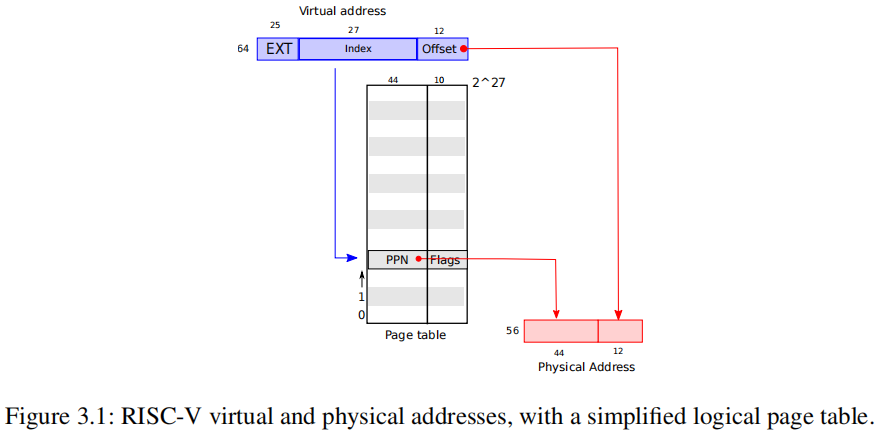 Virtual address
25
27
12
64
EXT
Index
Offset
44
10
2^27
PPN
Flags
1
0
Page table
56
44
12
Physical Address
Figure 3.1: RISC-V virtual and physical addresses, with a simplified logical page table.